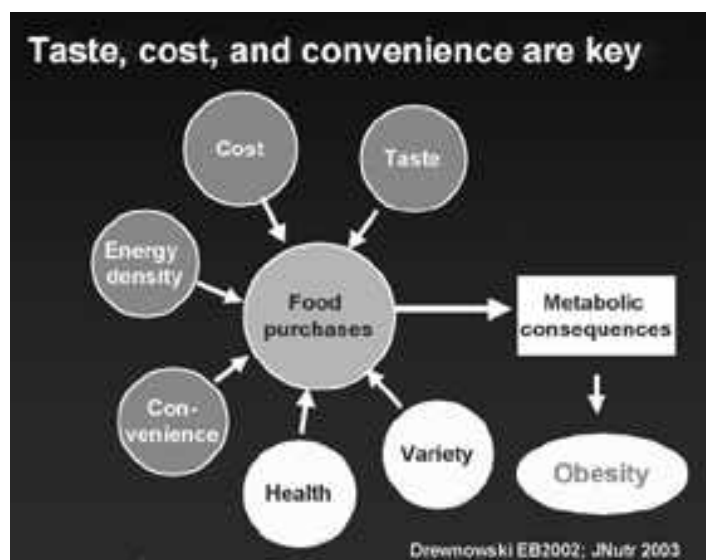 Taste, cost, and convenience are key
Cost
Taste
Energy
density
Food
purchases
Metabolic
consequences
Con-
venience
Health
Variety
Obesity
Drewnowski EB2002; JNutr 2003